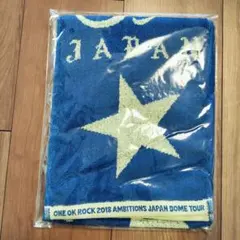 JAPAN
ONE OK ROCK 2018 AMBITIONS JAPAN DOME TOUR